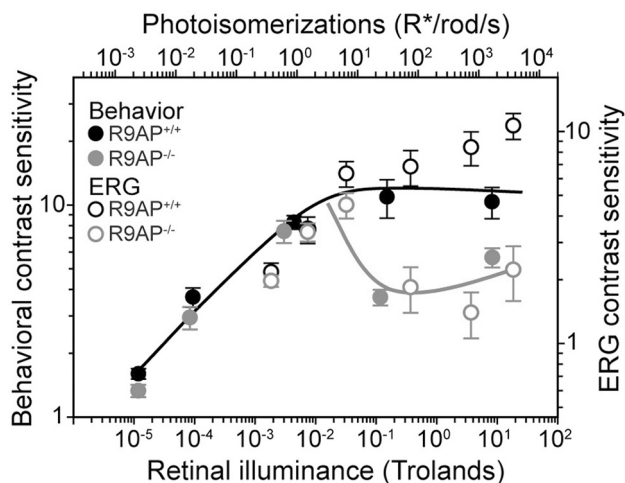 Photoisomerizations (R*/rod/s)
10⁻³ 10⁻² 10⁻¹ 10⁰ 10¹ 10² 10³ 10⁴
Behavioral contrast sensitivity
10
1
Behavior
R9AP⁺/⁺
R9AP⁻/⁻
ERG
R9AP⁺/⁺
R9AP⁻/⁻
10
1
ERG contrast sensitivity
10⁻⁵ 10⁻⁴ 10⁻³ 10⁻² 10⁻¹ 10⁰ 10¹ 10²
Retinal illuminance (Trolands)